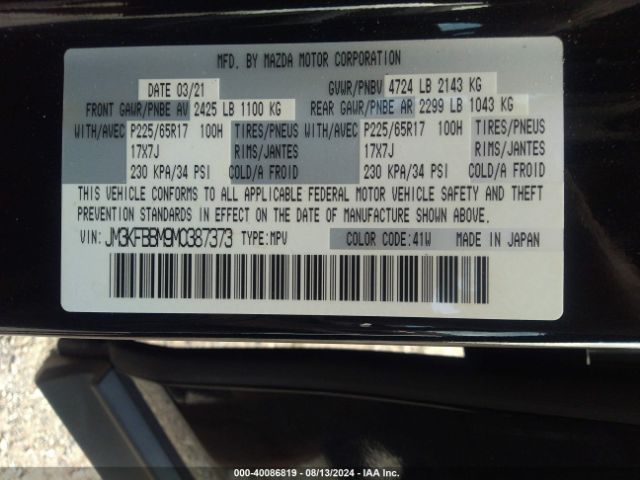 MFD. BY MAZDA MOTOR CORPORATION
DATE 03/21 GVWR/PNBV 4724 LB 2143 KG
FRONT GAWR/PNBE AV 2425 LB 1100 KG REAR GAWR/PNBE AR 2299 LB 1043 KG
WITH/AVEC P225/65R17 100H TIRES/PNEUS WITH/AVEC P225/65R17 100H TIRES/PNEUS
17X7J RIMS/JANTES 17X7J RIMS/JANTES
230 KPA/34 PSI COLD/A FROID 230 KPA/34 PSI COLD/A FROID
THIS VEHICLE CONFORMS TO ALL APPLICABLE FEDERAL MOTOR VEHICLE SAFETY AND THEFT
PREVENTION STANDARDS IN EFFECT ON THE DATE OF MANUFACTURE SHOWN ABOVE.
VIN: JM3KFBBM9M0387373 TYPE:MPV COLOR CODE:41W MADE IN JAPAN
000-40086819 - 08/13/2024 - IAA Inc.